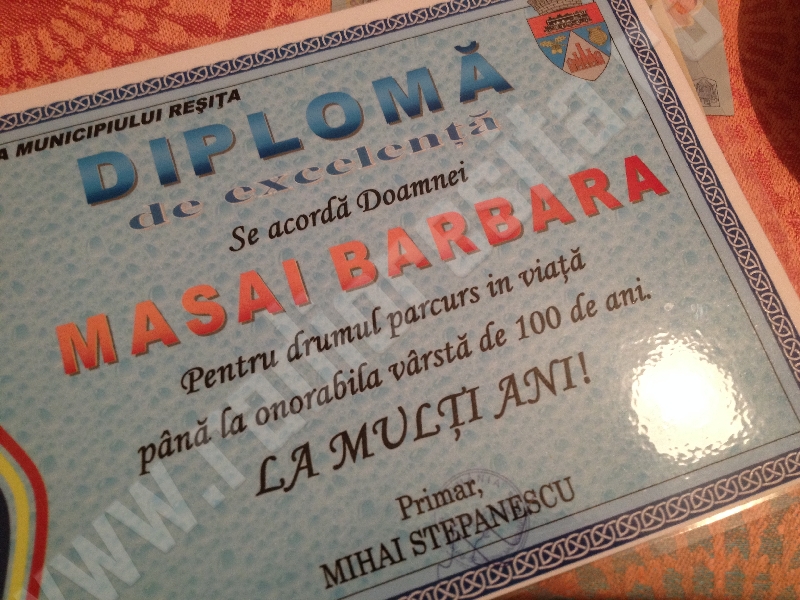 A MUNICIPIULUI REȘIȚA
DIPLOMĂ
de excelență
Se acordă Doamnei
MASAI BARBARA
Pentru drumul parcurs in viață
până la onorabila vârstă de 100 de ani.
LA MULȚI ANI!
Primar,
MIHAI STEPANESCU